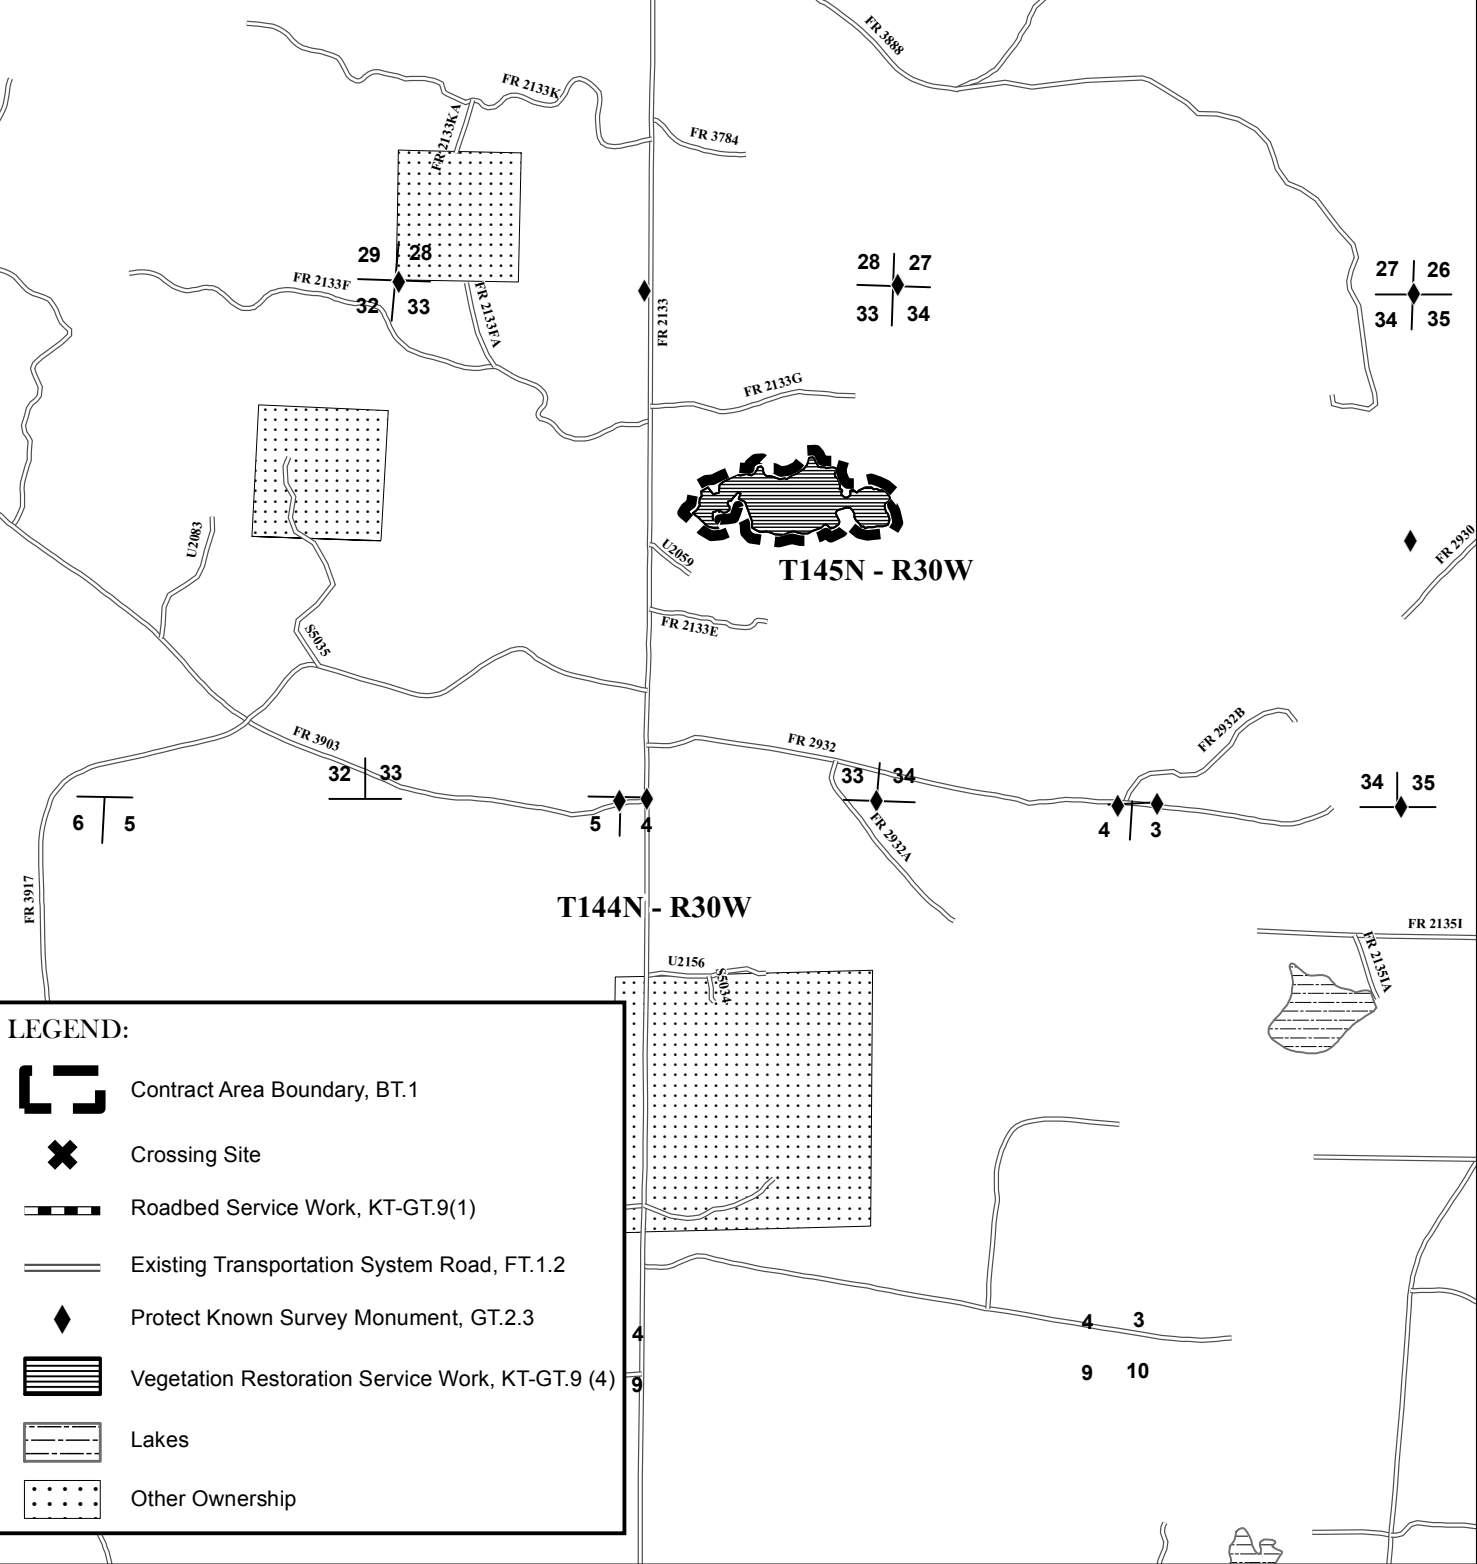 FR 3888
FR 2133K
FR 2133KA
FR 3784
29 28
32 33
FR 2133F
FR 2133FA
FR 2133
28 27
33 34
27 26
34 35
FR 2133G
U2083
U2059
T145N - R30W
FR 2930
FR 2133E
S5035
FR 3903
32 33
FR 2932
FR 2932B
33 34
34 35
6 5
5 4
FR 2932A
4 3
FR 3917
T144N - R30W
FR 2135I
FR 2135IA
U2156
S5034
LEGEND:
Contract Area Boundary, BT.1
Crossing Site
Roadbed Service Work, KT-GT.9(1)
Existing Transportation System Road, FT.1.2
Protect Known Survey Monument, GT.2.3
Vegetation Restoration Service Work, KT-GT.9 (4)
Lakes
Other Ownership
4
9
4 3
9 10